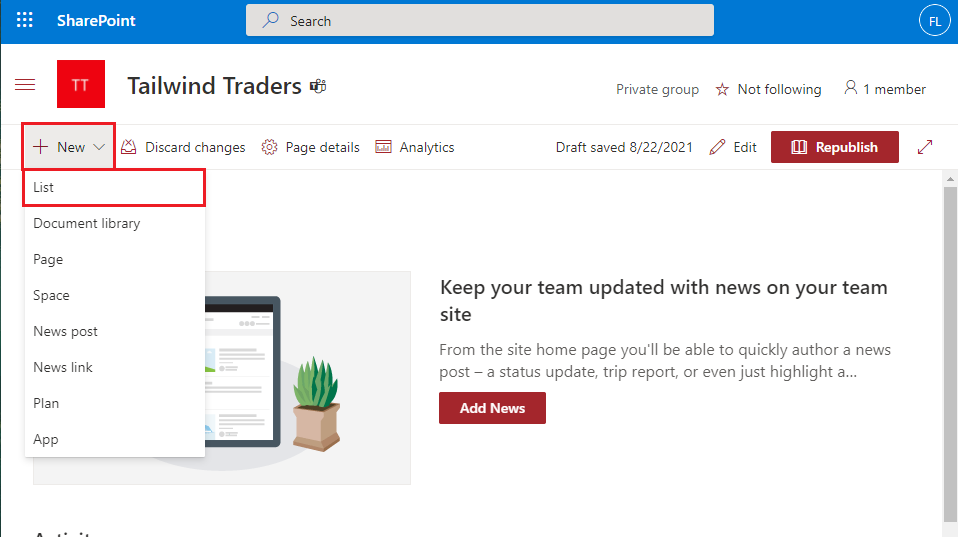 SharePoint
Search
FL
TT
Tailwind Traders
Private group
Not following
1 member
New
Discard changes
Page details
Analytics
Draft saved 8/22/2021
Edit
Republish
List
Document library
Page
Space
News post
News link
Plan
App
Keep your team updated with news on your team
site
From the site home page you'll be able to quickly author a news
post – a status update, trip report, or even just highlight a...
Add News